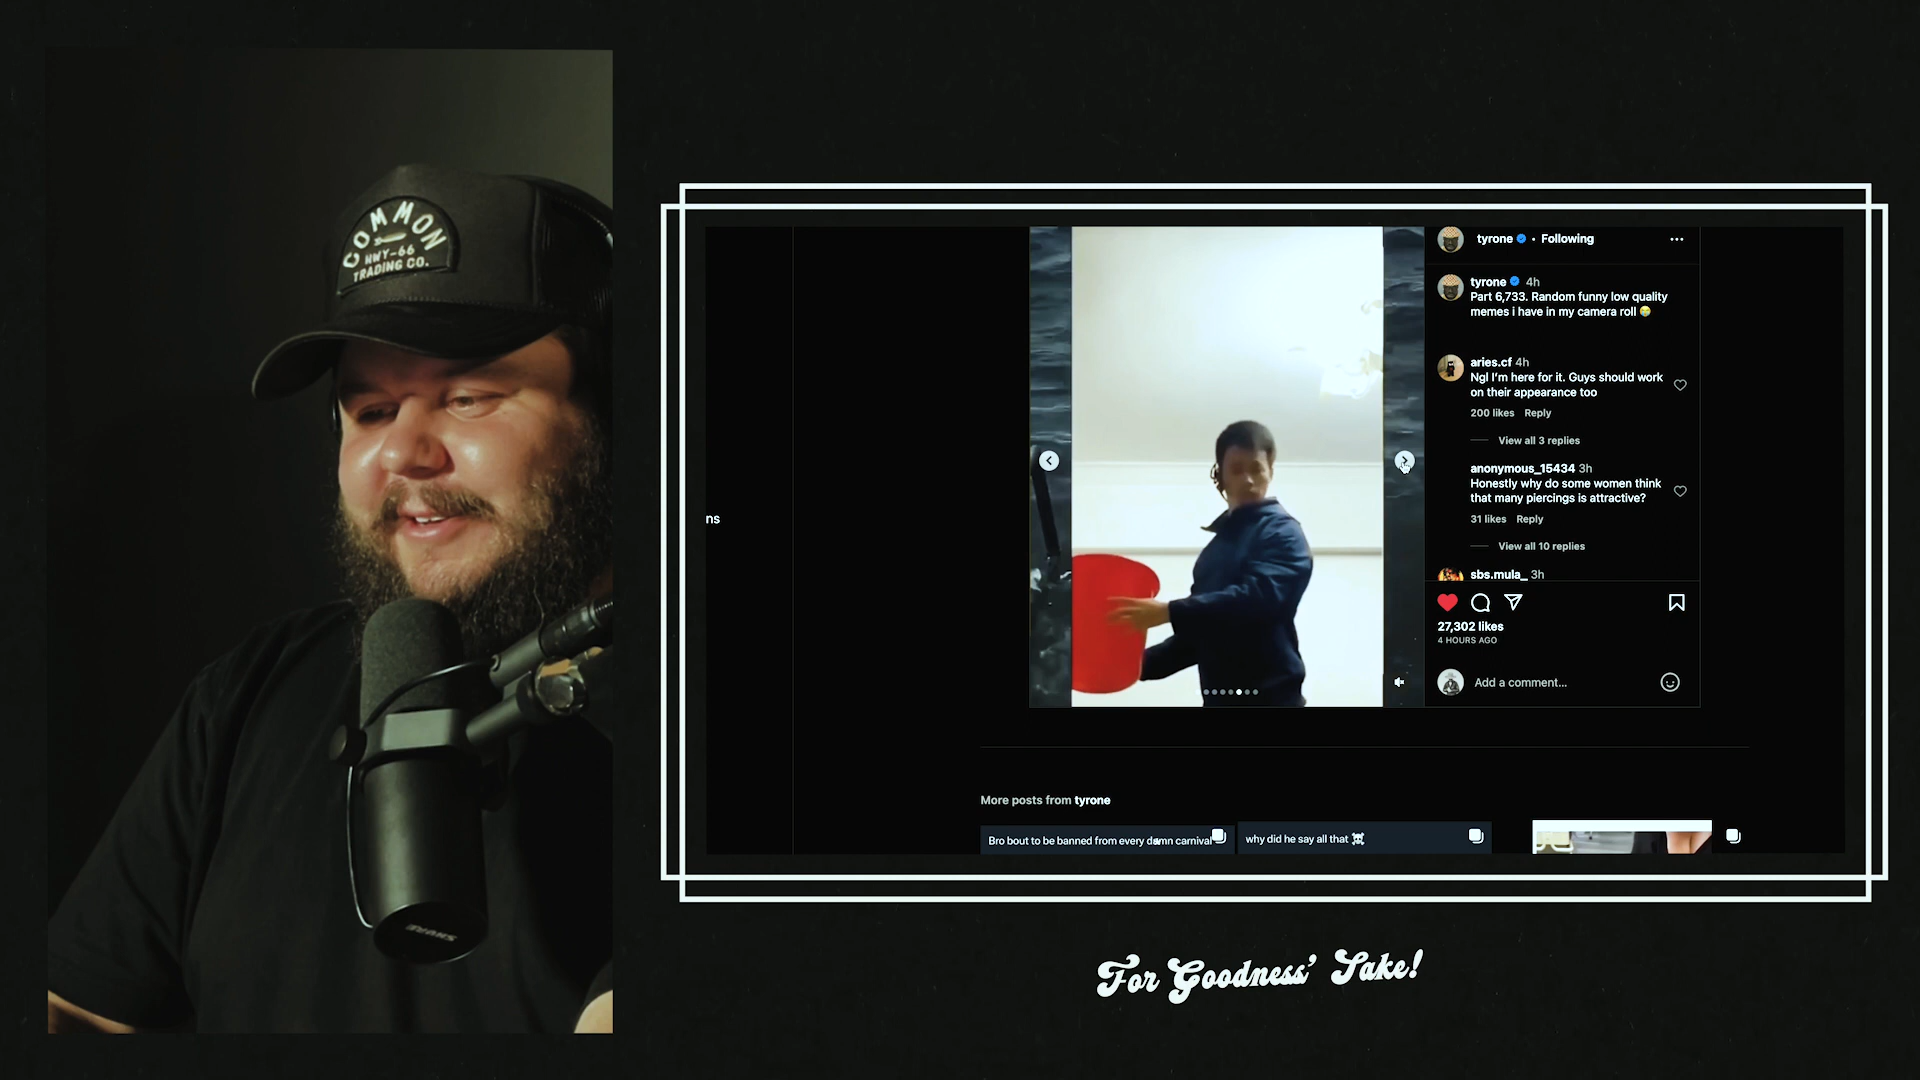 COMMON
HWY-66
TRADING CO.
SHURE
ns
tyrone • Following
tyrone 4h
Part 6,733. Random funny low quality
memes i have in my camera roll 😭
aries.cf 4h
Ngl I'm here for it. Guys should work
on their appearance too
200 likes Reply
View all 3 replies
anonymous_15434 3h
Honestly why do some women think
that many piercings is attractive?
31 likes Reply
View all 10 replies
sbs.mula_ 3h
27,302 likes
4 HOURS AGO
Add a comment...
More posts from tyrone
Bro bout to be banned from every damn carnival
why did he say all that ☠️
For Goodness' Sake!